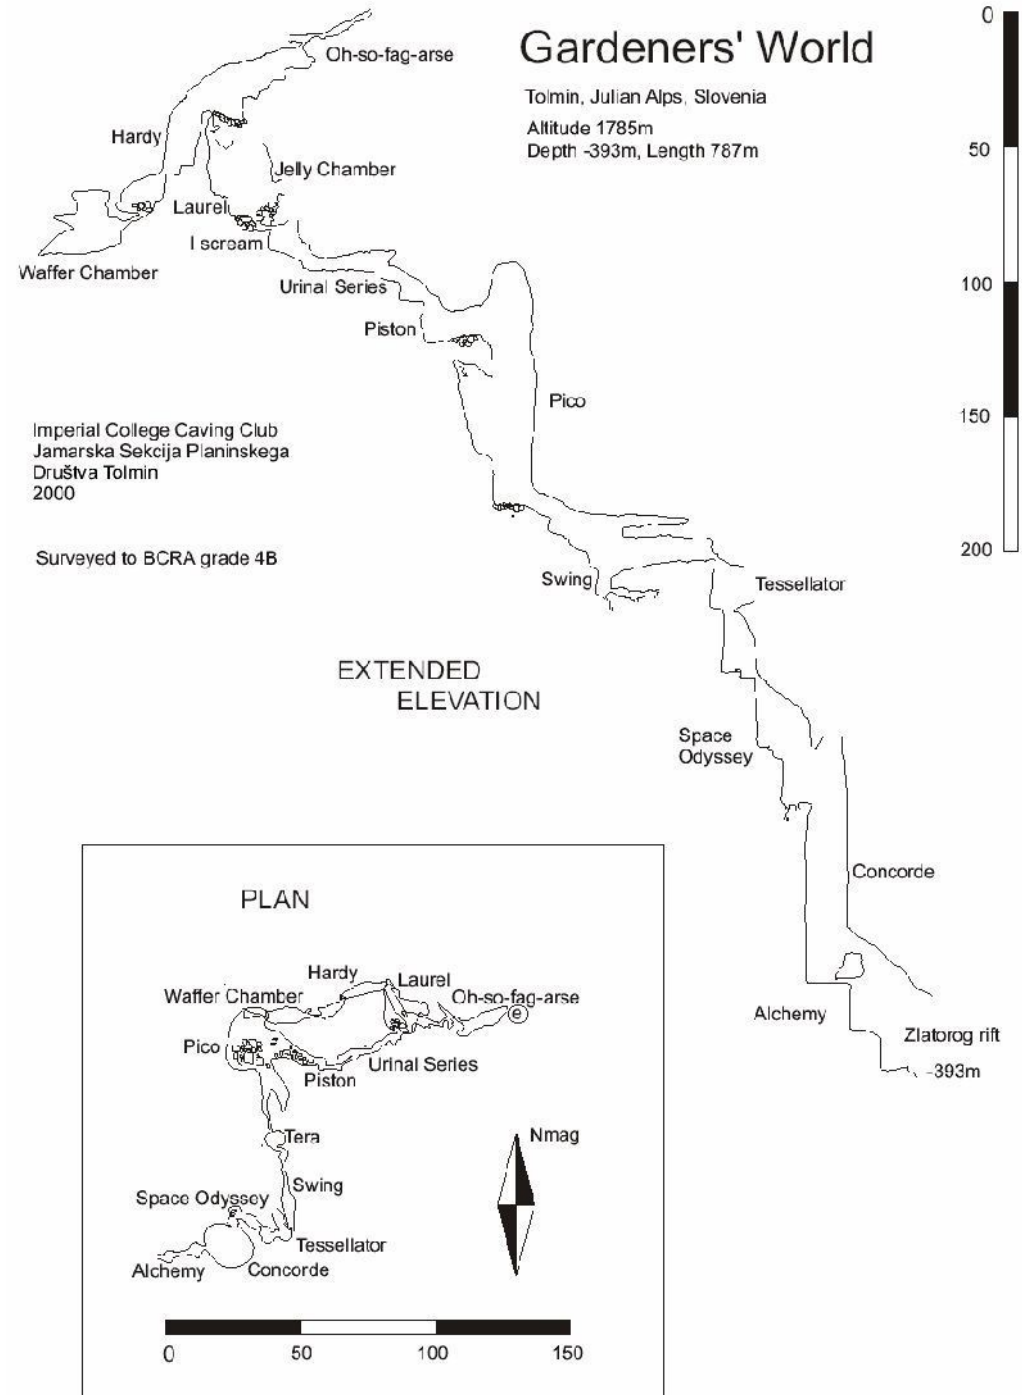 Gardeners' World
Tolmin, Julian Alps, Slovenia
Altitude 1785m
Depth -393m, Length 787m
0
50
100
150
200
Oh-so-fag-arse
Hardy
Jelly Chamber
Laurel
I scream
Waffer Chamber
Urinal Series
Piston
Pico
Imperial College Caving Club
Jamarska Sekcija Planinskega
Društva Tolmin
2000
Surveyed to BCRA grade 4B
Swing
Tessellator
EXTENDED
ELEVATION
Space
Odyssey
Concorde
Alchemy
Zlatorog rift
-393m
PLAN
Hardy
Laurel
Waffer Chamber
Oh-so-fag-arse
e
Pico
Urinal Series
Piston
Tera
Nmag
Swing
Space Odyssey
Tessellator
Alchemy
Concorde
0
50
100
150